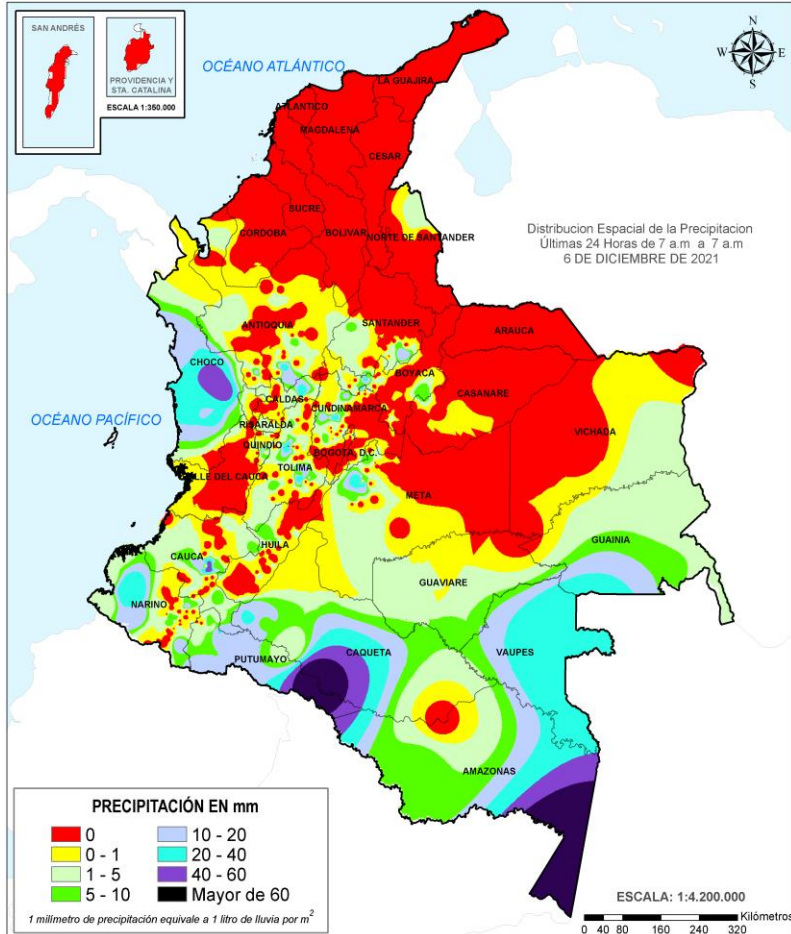 SAN ANDRÉS
PROVIDENCIA Y
STA. CATALINA
ESCALA 1:350.000
OCÉANO ATLÁNTICO
N
W
E
S
LA GUAJIRA
ATLANTICO
MAGDALENA
CESAR
SUCRE
CORDOBA
BOLIVAR
NORTE DE SANTANDER
Distribucion Espacial de la Precipitacion
Últimas 24 Horas de 7 a.m a 7 a.m
6 DE DICIEMBRE DE 2021
ANTIOQUIA
SANTANDER
ARAUCA
CHOCO
BOYACA
CASANARE
CALDAS
CUNDINAMARCA
OCÉANO PACÍFICO
RISARALDA
VICHADA
QUINDIO
BOGOTA, D.C.
TOLIMA
VALLE DEL CAUCA
META
GUAINIA
HUILA
CAUCA
GUAVIARE
NARINO
CAQUETA
VAUPES
PUTUMAYO
AMAZONAS
PRECIPITACIÓN EN mm
0
10 - 20
0 - 1
20 - 40
1 - 5
40 - 60
5 - 10
Mayor de 60
1 milímetro de precipitación equivale a 1 litro de lluvia por m²
ESCALA: 1:4.200.000
Kilómetros
0 40 80 160 240 320